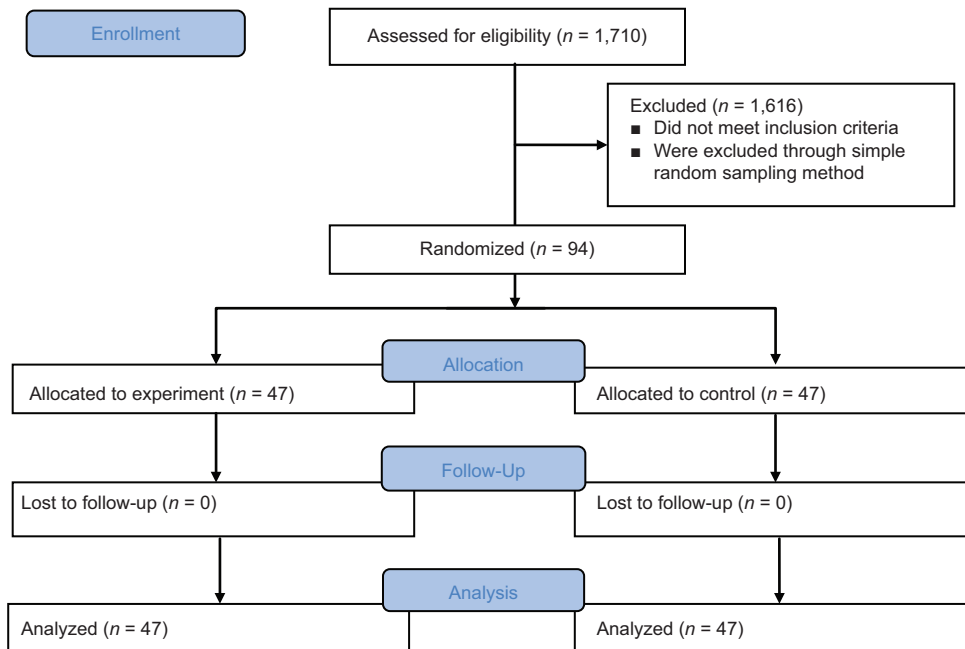 Enrollment
Assessed for eligibility (n = 1,710)
Excluded (n = 1,616)
■ Did not meet inclusion criteria
■ Were excluded through simple
random sampling method
Randomized (n = 94)
Allocation
Allocated to experiment (n = 47)
Allocated to control (n = 47)
Follow-Up
Lost to follow-up (n = 0)
Lost to follow-up (n = 0)
Analysis
Analyzed (n = 47)
Analyzed (n = 47)